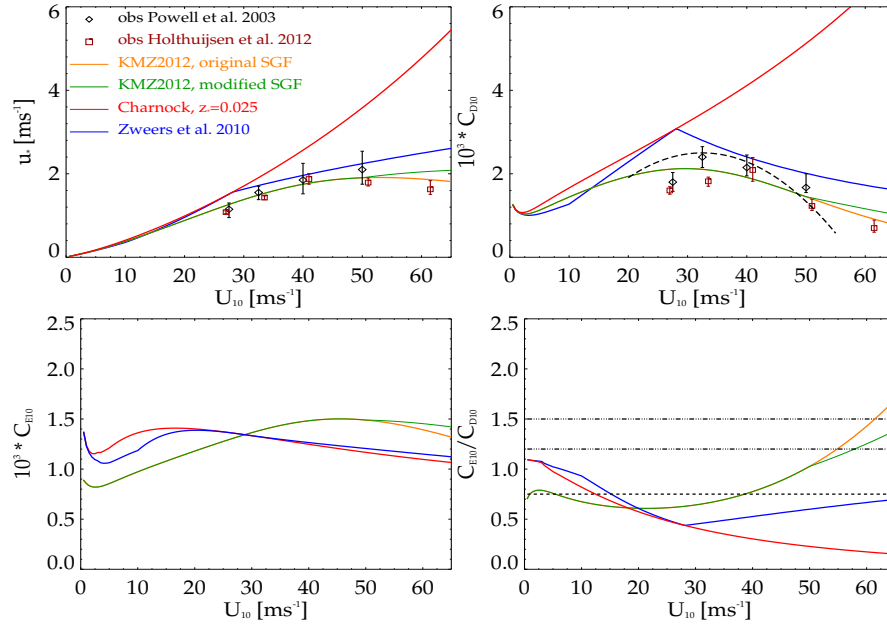 obs Powell et al. 2003
obs Holthuijsen et al. 2012
KMZ2012, original SGF
KMZ2012, modified SGF
Charnock, z*=0.025
Zweers et al. 2010
u* [ms-1]
6
4
2
0
0 10 20 30 40 50 60
U10 [ms-1]
10³ * CD10
6
4
2
0
0 10 20 30 40 50 60
U10 [ms-1]
10³ * CE10
2.5
2.0
1.5
1.0
0.5
0.0
0 10 20 30 40 50 60
U10 [ms-1]
CE10/CD10
2.5
2.0
1.5
1.0
0.5
0.0
0 10 20 30 40 50 60
U10 [ms-1]